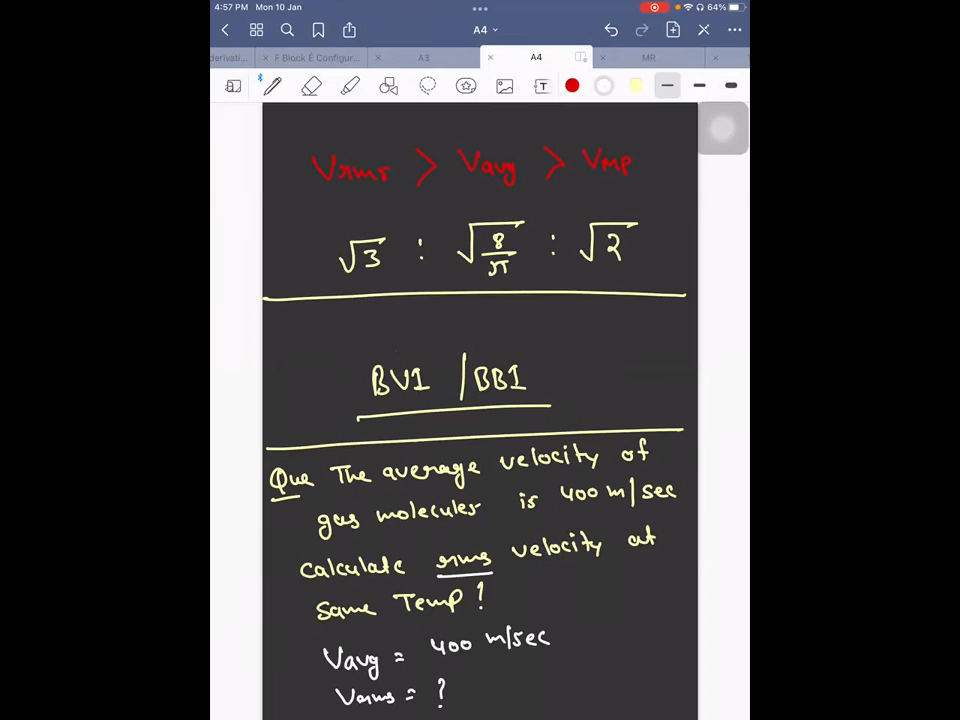 4:57 PM Mon 10 Jan
64%
A4
derivati...
F Block É Configur...
A3
A4
MR
T
Vrms > Vavg > VMP
√3 : √8/π : √2
BV1 / BB1
Que The average velocity of
gas molecules is 400 m/sec
calculate rms velocity at
same Temp?
Vavg = 400 m/sec
Vrms = ?